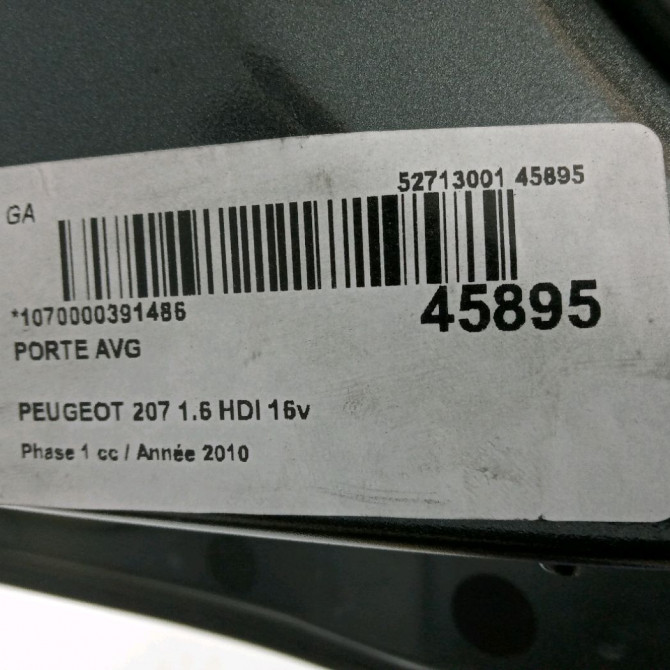 52713001 45895
GA
*1070000391486
45895
PORTE AVG
PEUGEOT 207 1.6 HDI 16v
Phase 1 cc / Année 2010